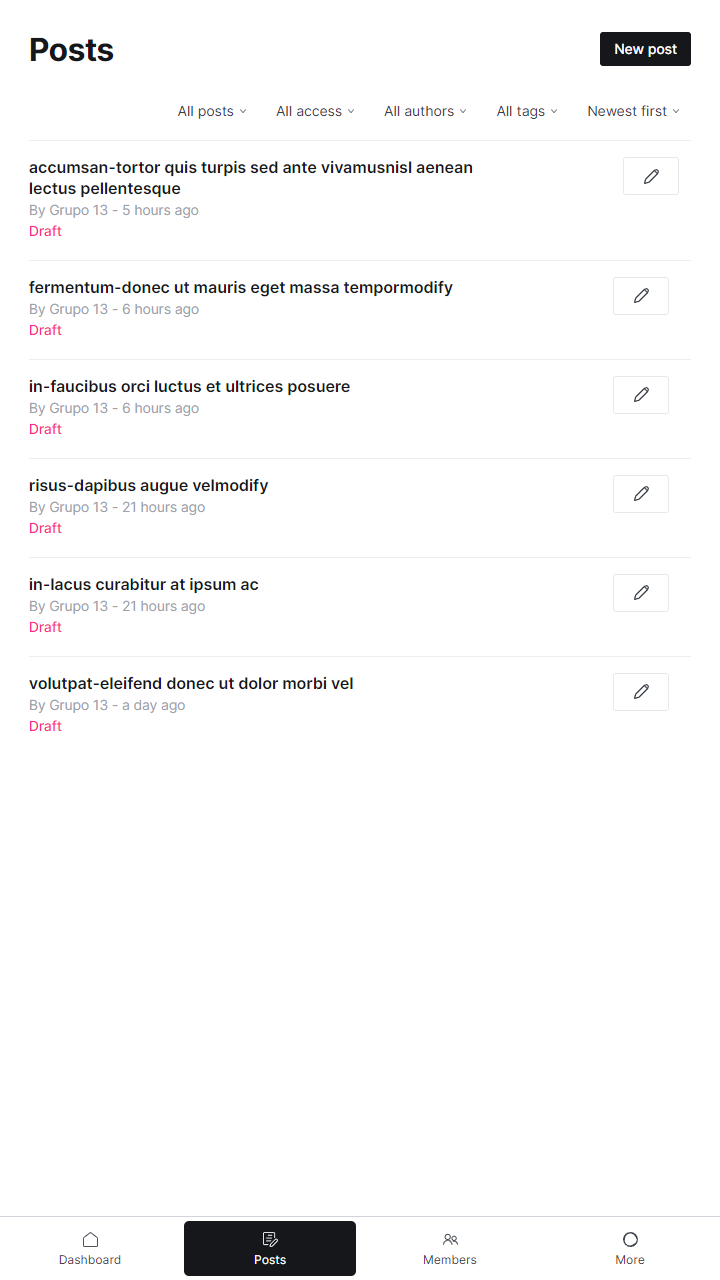 Posts
New post
All posts
All access
All authors
All tags
Newest first
accumsan-tortor quis turpis sed ante vivamusnisl aenean
lectus pellentesque
By Grupo 13 - 5 hours ago
Draft
fermentum-donec ut mauris eget massa tempormodify
By Grupo 13 - 6 hours ago
Draft
in-faucibus orci luctus et ultrices posuere
By Grupo 13 - 6 hours ago
Draft
risus-dapibus augue velmodify
By Grupo 13 - 21 hours ago
Draft
in-lacus curabitur at ipsum ac
By Grupo 13 - 21 hours ago
Draft
volutpat-eleifend donec ut dolor morbi vel
By Grupo 13 - a day ago
Draft
Dashboard
Posts
Members
More